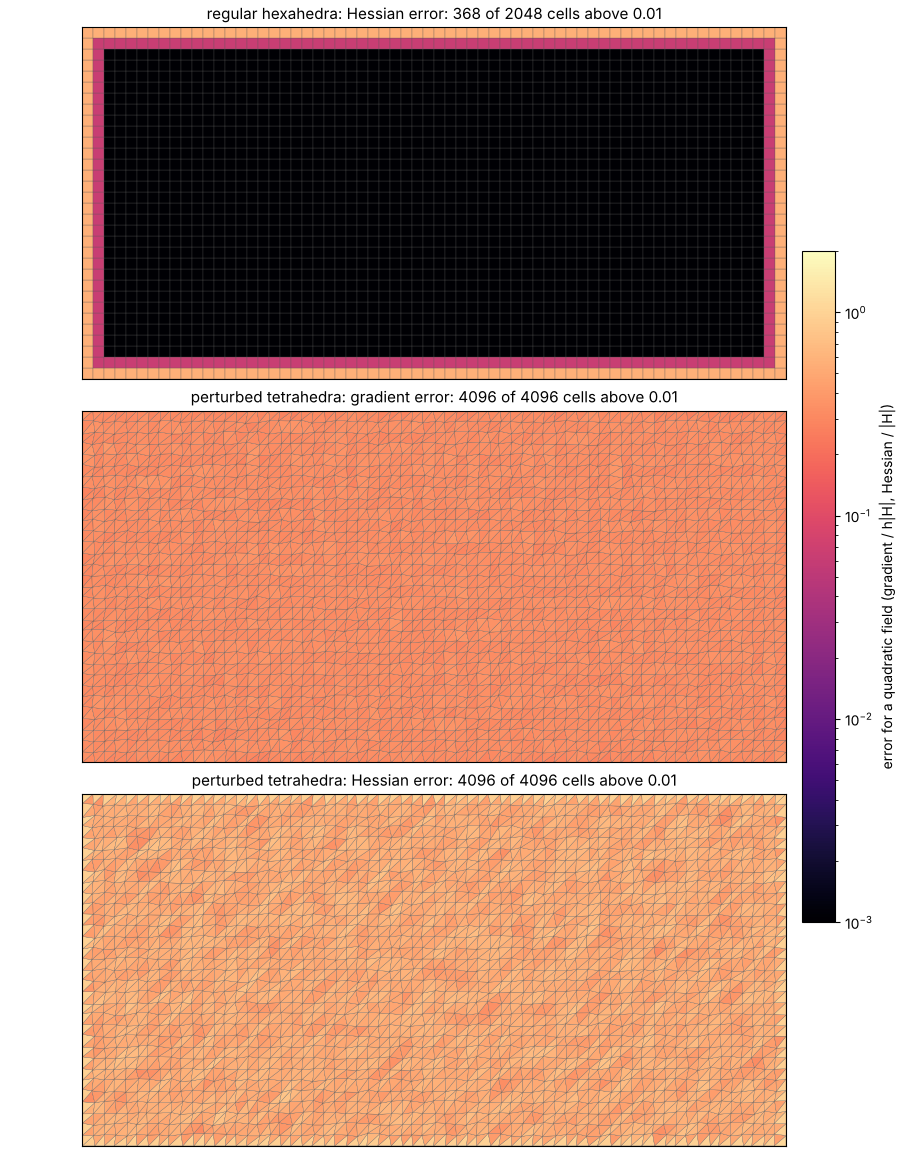 regular hexahedra: Hessian error: 368 of 2048 cells above 0.01
perturbed tetrahedra: gradient error: 4096 of 4096 cells above 0.01
perturbed tetrahedra: Hessian error: 4096 of 4096 cells above 0.01
10⁰
10⁻¹
10⁻²
10⁻³
error for a quadratic field (gradient / h|H|, Hessian / |H|)